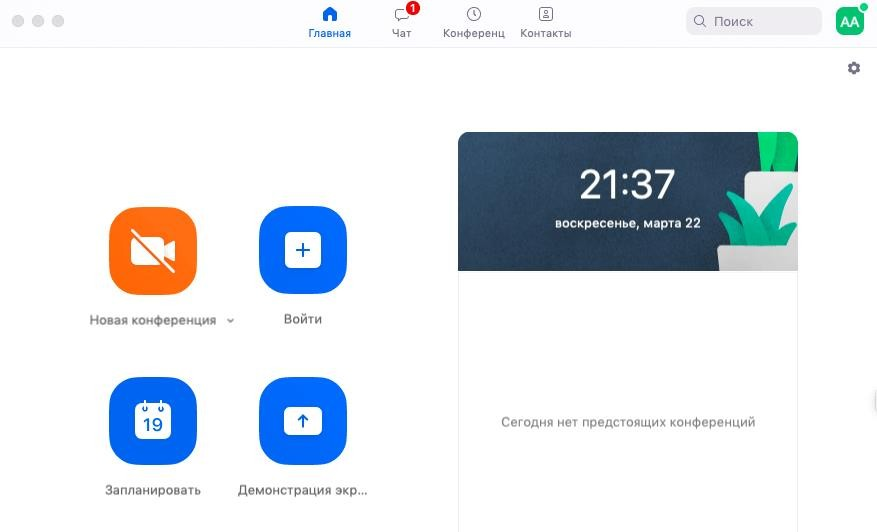 Главная
Чат
1
Конференц
Контакты
Поиск
AA
21:37
воскресенье, марта 22
Новая конференция
Войти
19
Запланировать
Демонстрация экр...
Сегодня нет предстоящих конференций